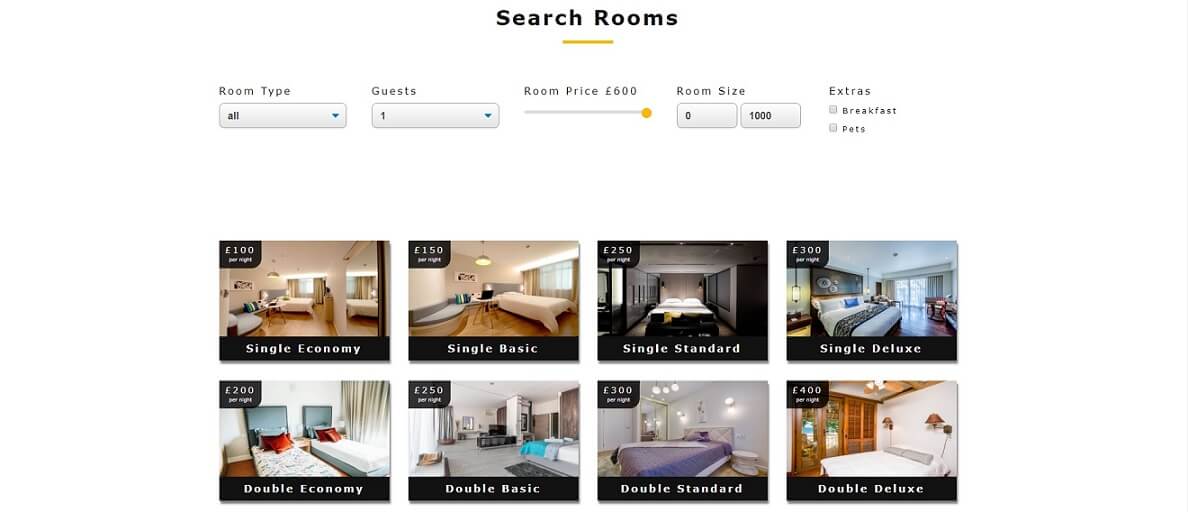 Search Rooms
Room Type
Guests
Room Price £600
Room Size
Extras
all
1
0
1000
Breakfast
Pets
£100
per night
£150
per night
£250
per night
£300
per night
Single Economy
Single Basic
Single Standard
Single Deluxe
£200
per night
£250
per night
£300
per night
£400
per night
Double Economy
Double Basic
Double Standard
Double Deluxe